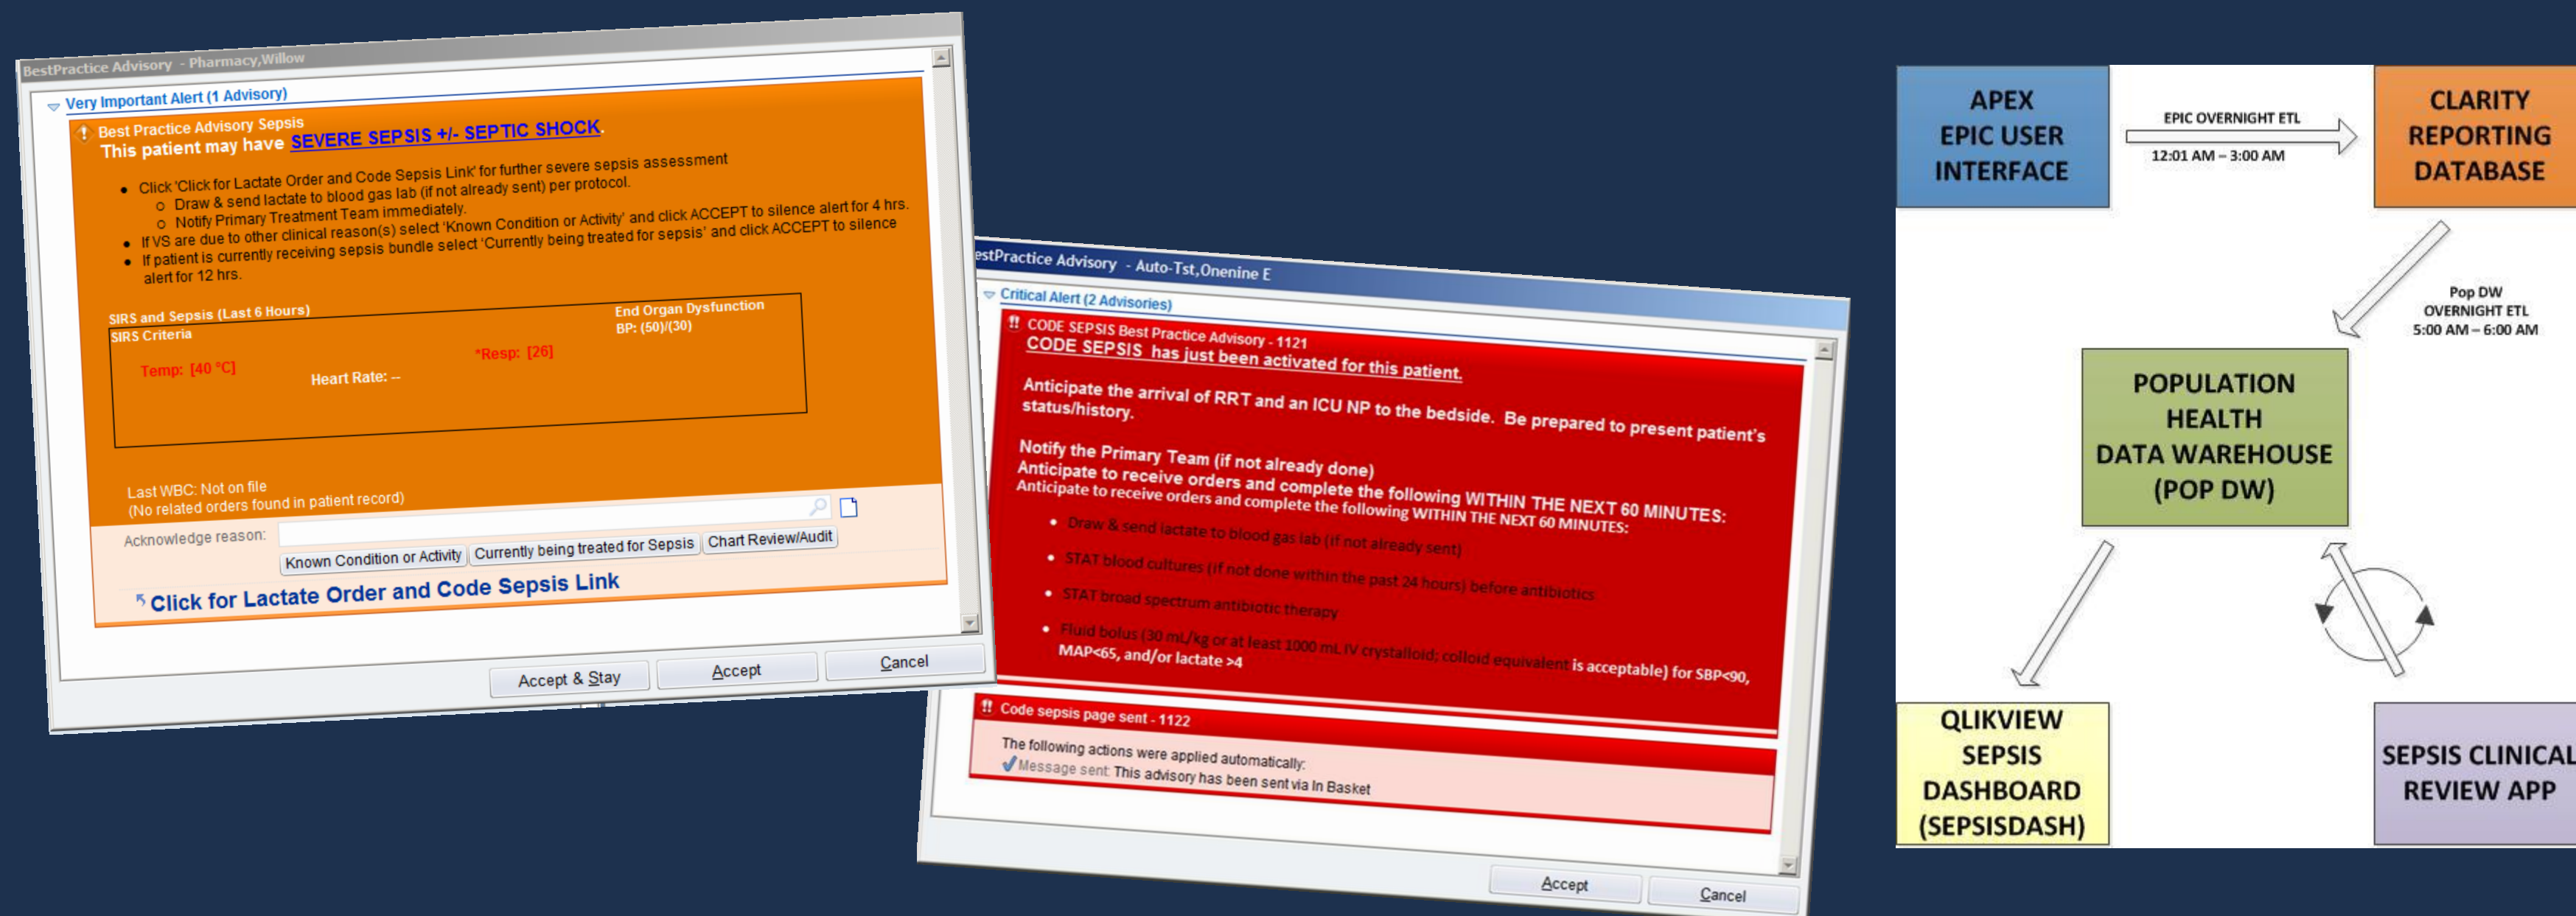 BestPractice Advisory - Pharmacy,Willow
Very Important Alert (1 Advisory)
Best Practice Advisory Sepsis
This patient may have SEVERE SEPSIS +/- SEPTIC SHOCK.
• Click 'Click for Lactate Order and Code Sepsis Link' for further severe sepsis assessment
o Draw & send lactate to blood gas lab (if not already sent) per protocol.
o Notify Primary Treatment Team immediately.
• If VS are due to other clinical reason(s) select 'Known Condition or Activity' and click ACCEPT to silence alert for 4 hrs.
• If patient is currently receiving sepsis bundle select 'Currently being treated for sepsis' and click ACCEPT to silence
alert for 12 hrs.
SIRS and Sepsis (Last 6 Hours)
SIRS Criteria
End Organ Dysfunction
BP: (50)/(30)
Temp: [40 °C]
Heart Rate: --
*Resp: [26]
Last WBC: Not on file
(No related orders found in patient record)
Acknowledge reason:
Known Condition or Activity Currently being treated for Sepsis Chart Review/Audit
Click for Lactate Order and Code Sepsis Link
Accept & Stay Accept Cancel
estPractice Advisory - Auto-Tst,Onenine E
Critical Alert (2 Advisories)
CODE SEPSIS Best Practice Advisory - 1121
CODE SEPSIS has just been activated for this patient.
Anticipate the arrival of RRT and an ICU NP to the bedside. Be prepared to present patient's
status/history.
Notify the Primary Team (if not already done)
Anticipate to receive orders and complete the following WITHIN THE NEXT 60 MINUTES:
Anticipate to receive orders and complete the following WITHIN THE NEXT 60 MINUTES:
• Draw & send lactate to blood gas lab (if not already sent)
• STAT blood cultures (if not done within the past 24 hours) before antibiotics
• STAT broad spectrum antibiotic therapy
• Fluid bolus (30 mL/kg or at least 1000 mL IV crystalloid; colloid equivalent is acceptable) for SBP<90,
MAP<65, and/or lactate >4
Code sepsis page sent - 1122
The following actions were applied automatically:
Message sent: This advisory has been sent via In Basket
Accept Cancel
APEX
EPIC USER
INTERFACE
EPIC OVERNIGHT ETL
12:01 AM – 3:00 AM
CLARITY
REPORTING
DATABASE
Pop DW
OVERNIGHT ETL
5:00 AM – 6:00 AM
POPULATION
HEALTH
DATA WAREHOUSE
(POP DW)
QLIKVIEW
SEPSIS
DASHBOARD
(SEPSISDASH)
SEPSIS CLINICAL
REVIEW APP